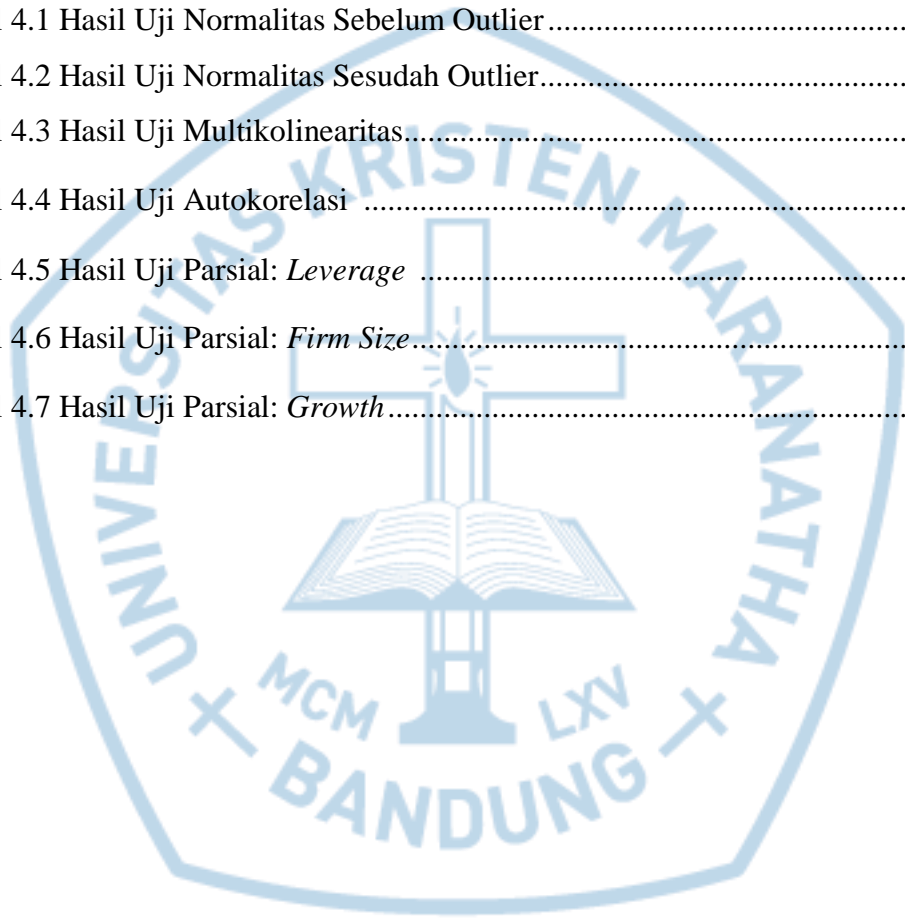 4.1 Hasil Uji Normalitas Sebelum Outlier................................................
4.2 Hasil Uji Normalitas Sesudah Outlier................................................
4.3 Hasil Uji Multikolinearitas................................................................
4.4 Hasil Uji Autokorelasi ......................................................................
4.5 Hasil Uji Parsial: Leverage ...............................................................
4.6 Hasil Uji Parsial: Firm Size...............................................................
4.7 Hasil Uji Parsial: Growth..................................................................
UNIVERSITAS KRISTEN MARANATHA
MCM LXV
BANDUNG